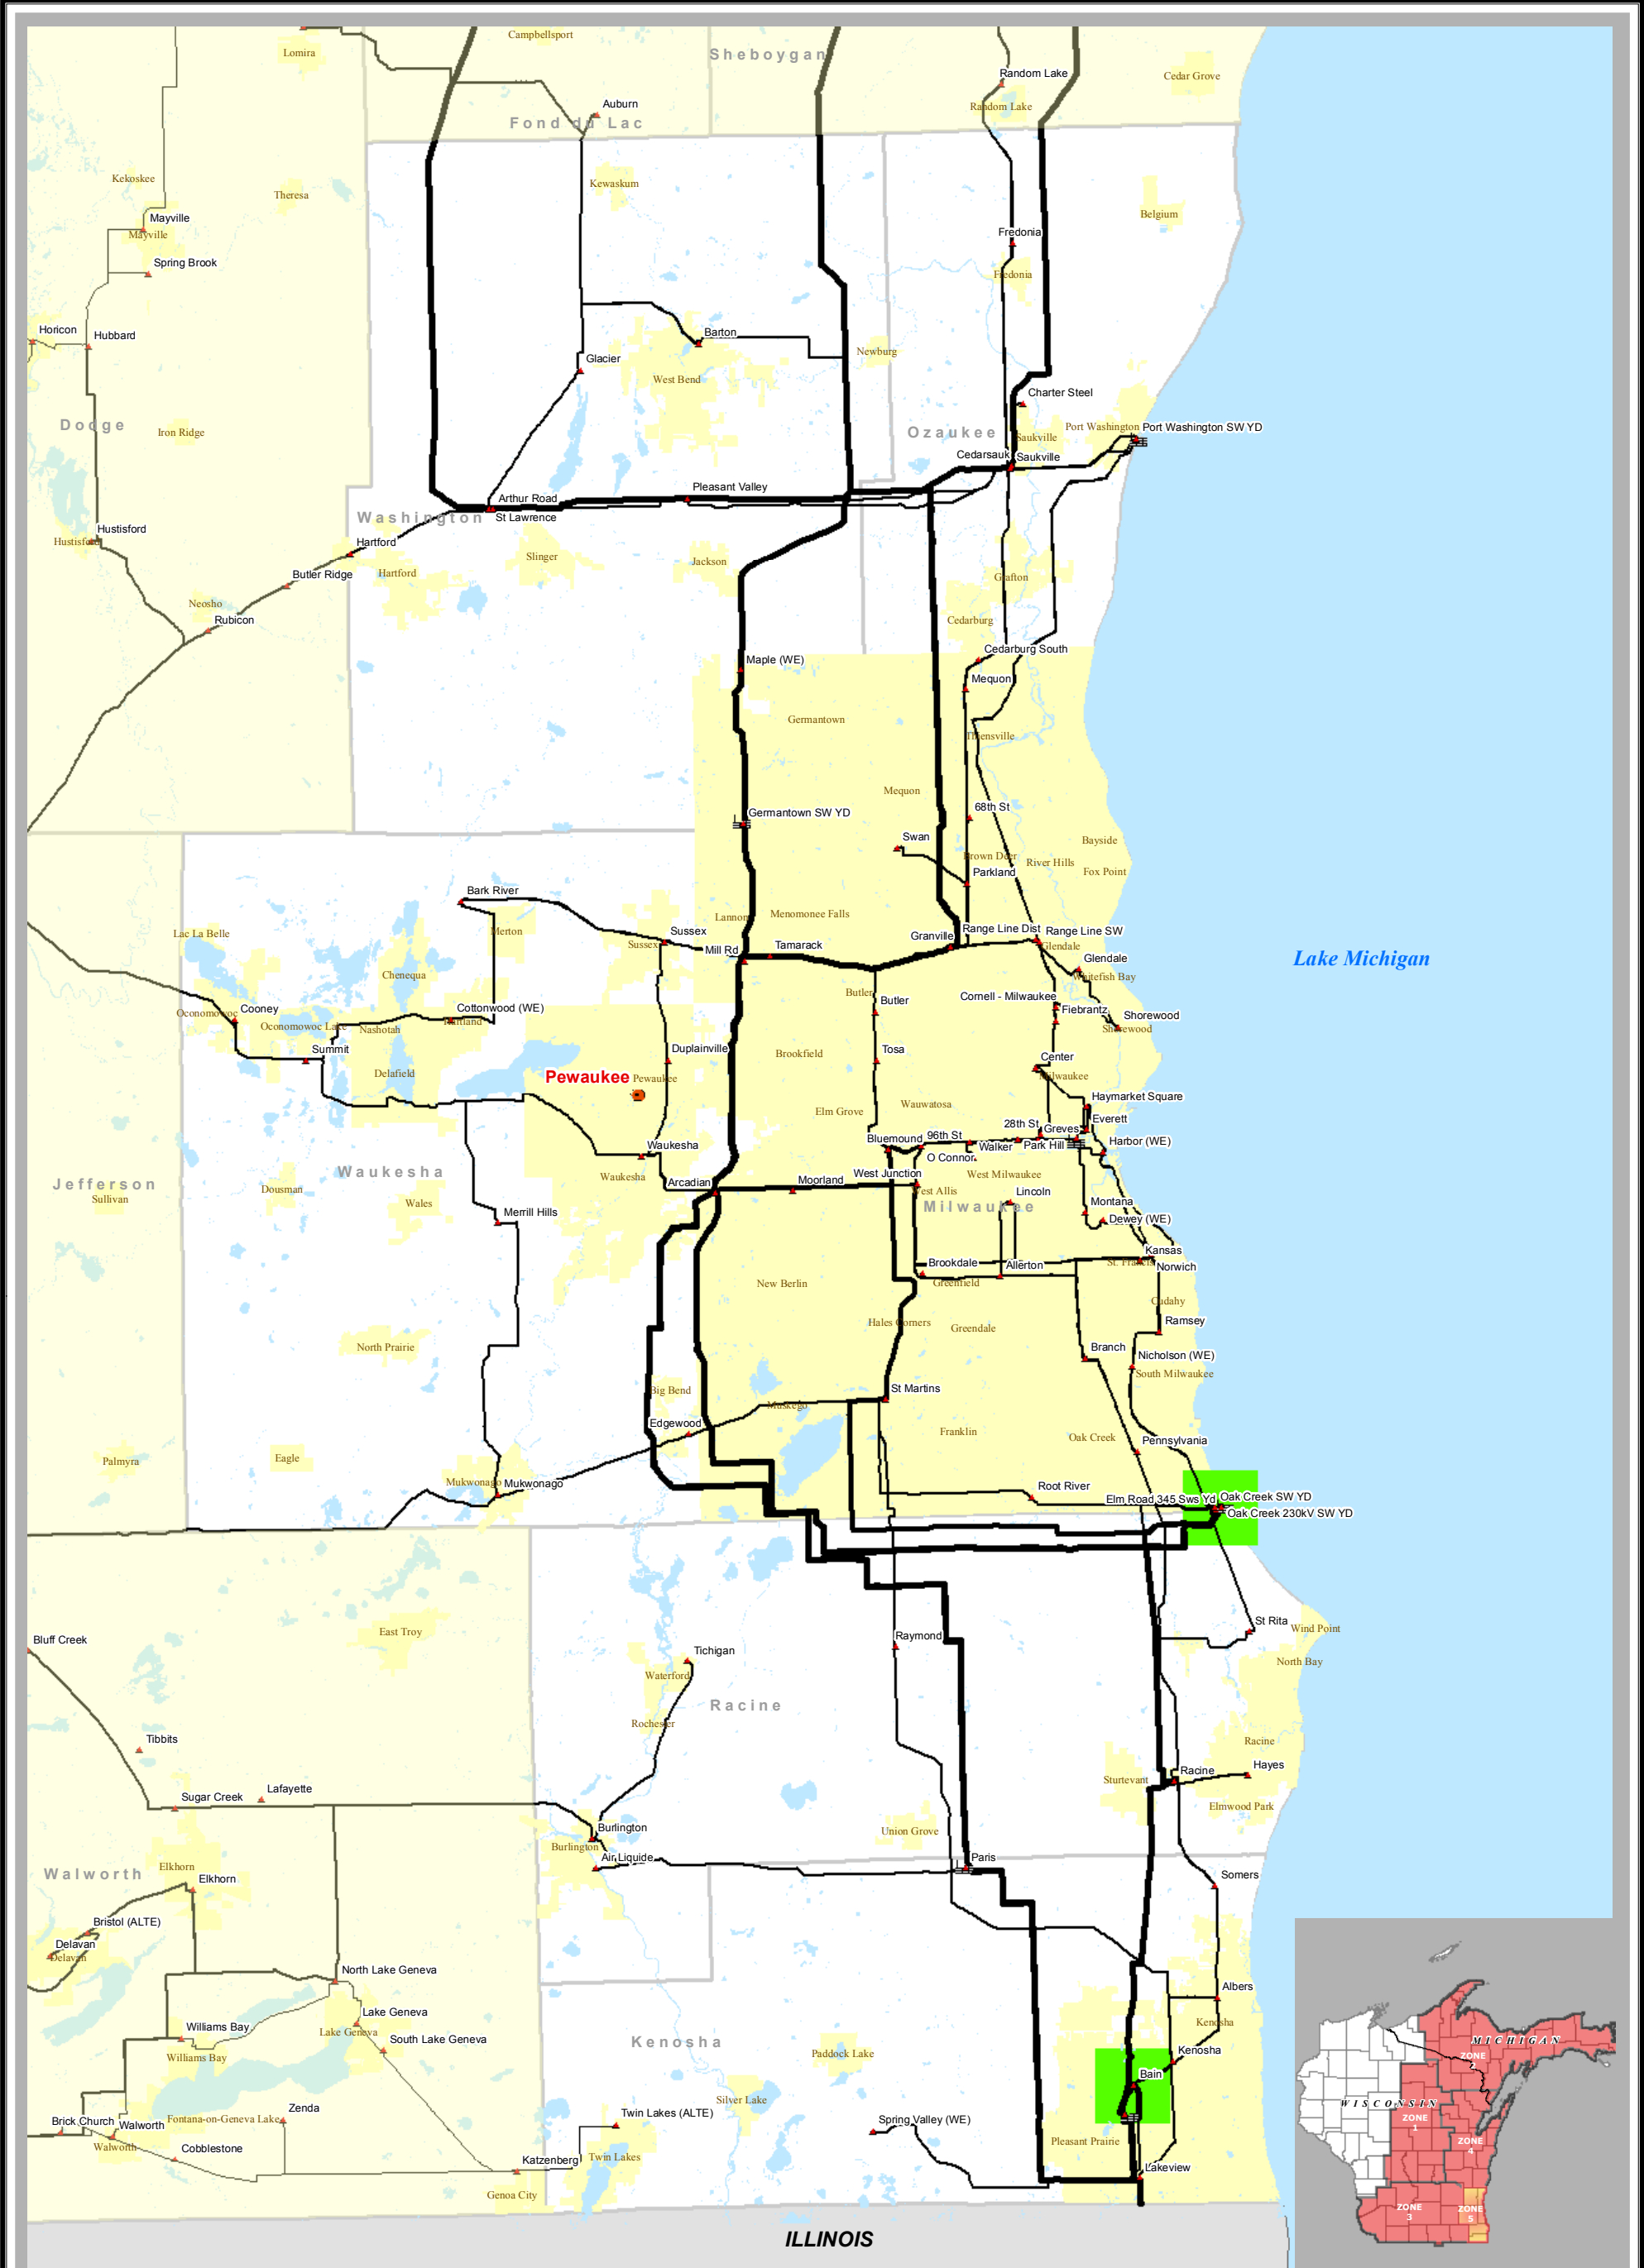 Campbellsport
Sheboygan
Lomira
Random Lake
Cedar Grove
Auburn
Random Lake
Fond du Lac
Kekoskee
Kewaskum
Theresa
Belgium
Mayville
Mayville
Fredonia
Spring Brook
Fredonia
Horicon
Hubbard
Barton
Newburg
Glacier
West Bend
Charter Steel
Dodge
Iron Ridge
Ozaukee
Port Washington
Port Washington SW YD
Saukville
Cedarsauk
Saukville
Pleasant Valley
Arthur Road
Washington
St Lawrence
Hustisford
Hustisford
Hartford
Slinger
Jackson
Hartford
Butler Ridge
Grafton
Neosho
Rubicon
Cedarburg
Cedarburg South
Maple (WE)
Mequon
Germantown
Thiensville
Mequon
68th St
Germantown SW YD
Swan
Bayside
Brown Deer
River Hills
Parkland
Fox Point
Bark River
Lannon
Menomonee Falls
Lac La Belle
Merton
Sussex
Sussex
Mill Rd
Tamarack
Granville
Range Line Dist
Range Line SW
Glendale
Glendale
Lake Michigan
Chenequa
Whitefish Bay
Butler
Butler
Cornell - Milwaukee
Fiebrantz
Shorewood
Shorewood
Cooney
Oconomowoc
Cottonwood (WE)
Hartland
Oconomowoc Lake
Nashotah
Summit
Duplainville
Brookfield
Tosa
Center
Milwaukee
Delafield
Pewaukee
Pewaukee
Haymarket Square
Elm Grove
Wauwatosa
28th St
Everett
Greves
Bluemound
96th St
Walker
Park Hill
Harbor (WE)
Waukesha
O Connor
Waukesha
Waukesha
West Junction
West Milwaukee
Jefferson
Sullivan
Dousman
Wales
Arcadian
Moorland
West Allis
Lincoln
Milwaukee
Montana
Dewey (WE)
Merrill Hills
Kansas
Brookdale
Allerton
St. Francis
Norwich
New Berlin
Greenfield
Cudahy
Hales Corners
Greendale
Ramsey
North Prairie
Branch
Nicholson (WE)
South Milwaukee
Big Bend
St Martins
Muskego
Edgewood
Franklin
Oak Creek
Pennsylvania
Palmyra
Eagle
Mukwonago
Mukwonago
Root River
Elm Road 345 Sws Yd
Oak Creek SW YD
Oak Creek 230kV SW YD
East Troy
St Rita
Wind Point
Bluff Creek
Raymond
Tichigan
North Bay
Waterford
Racine
Rochester
Tibbits
Racine
Hayes
Racine
Sturtevant
Lafayette
Sugar Creek
Elmwood Park
Burlington
Union Grove
Burlington
Air Liquide
Paris
Walworth
Elkhorn
Elkhorn
Somers
Bristol (ALTE)
Delavan
Delavan
North Lake Geneva
Albers
Lake Geneva
Williams Bay
Lake Geneva
South Lake Geneva
Kenosha
Kenosha
Williams Bay
Paddock Lake
Kenosha
Bain
Silver Lake
Zenda
Fontana-on-Geneva Lake
Twin Lakes (ALTE)
Spring Valley (WE)
Brick Church
Walworth
Walworth
Cobblestone
Pleasant Prairie
Twin Lakes
Katzenberg
Lakeview
Genoa City
ILLINOIS
MICHIGAN
ZONE
2
WISCONSIN
ZONE
1
ZONE
4
ZONE
3
ZONE
5